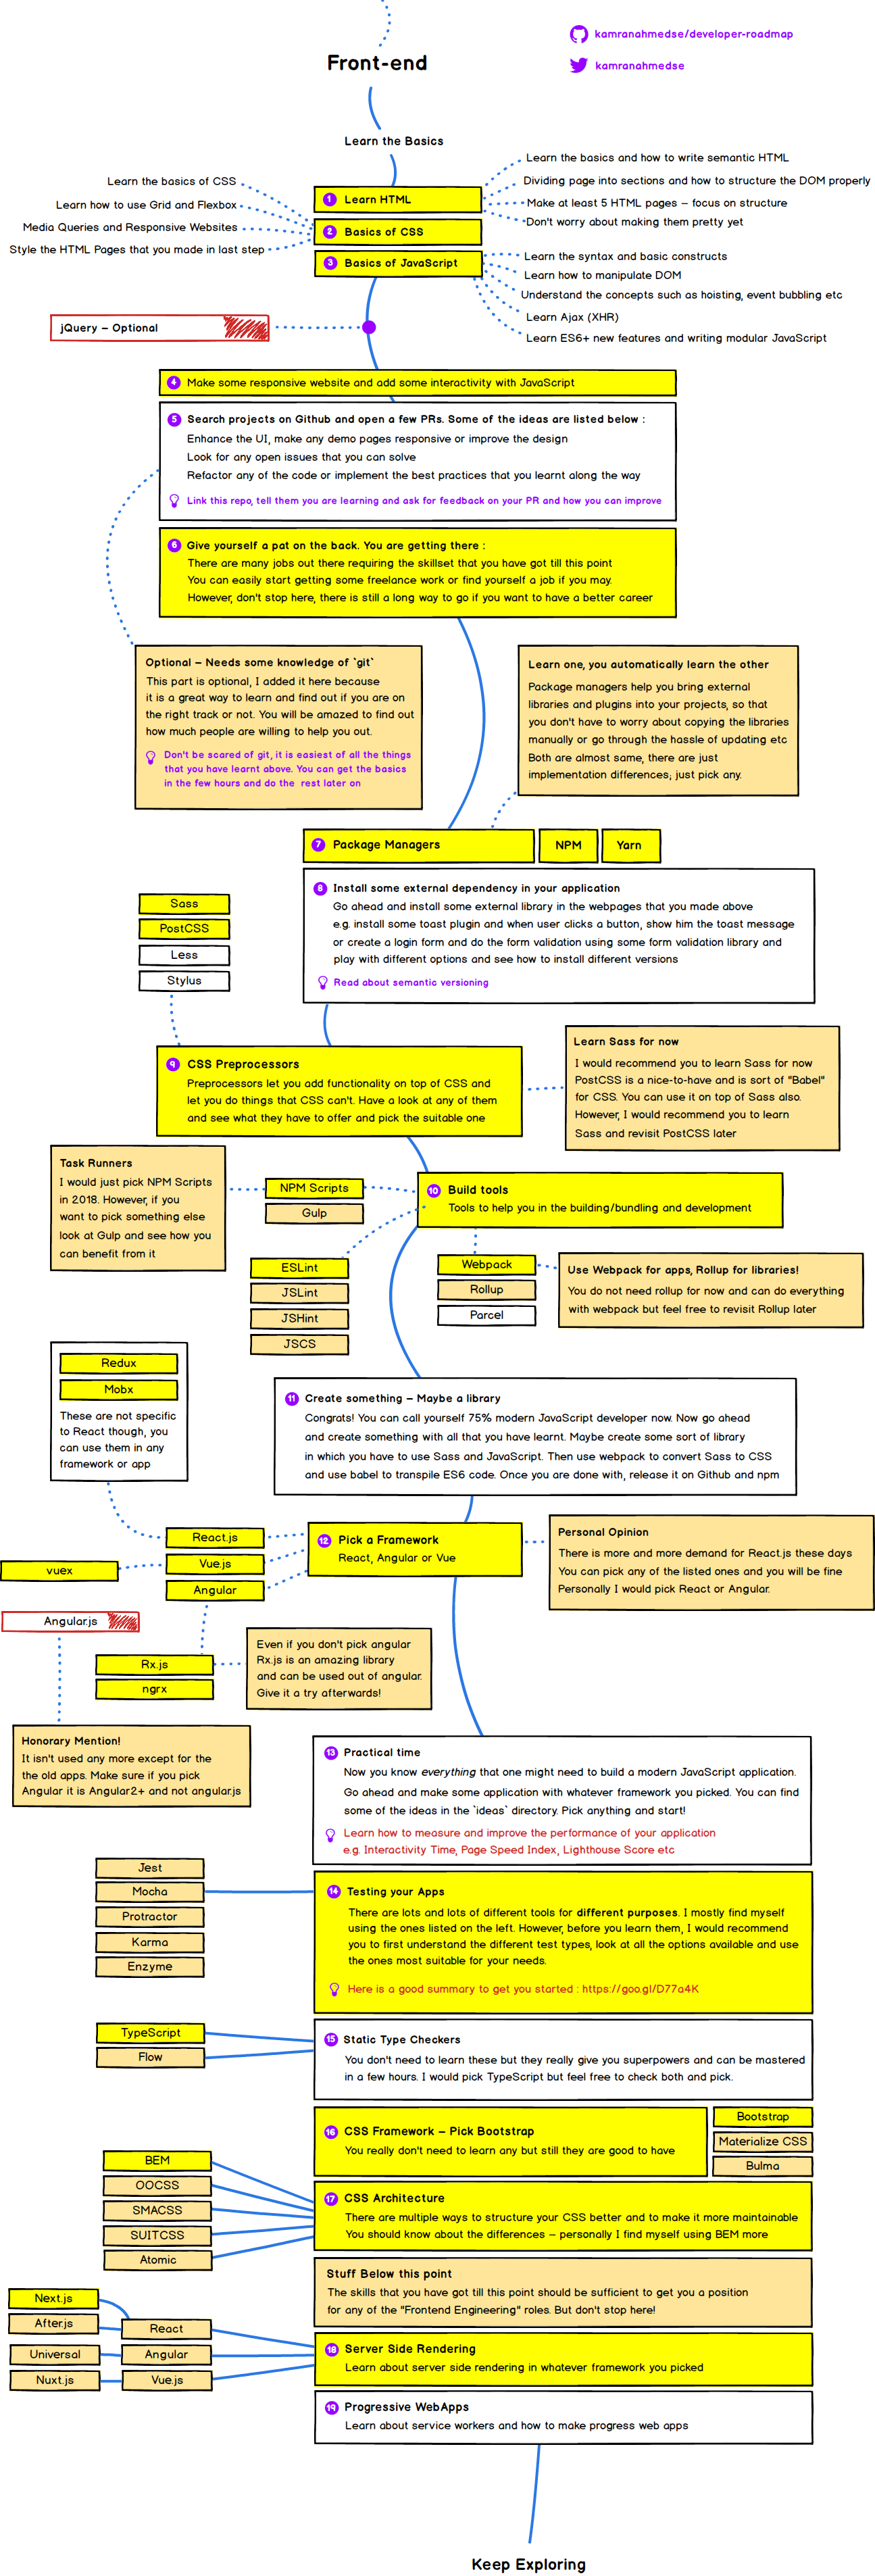 kamranahmedse/developer-roadmap
Front-end
kamranahmedse
Learn the Basics
Learn the basics and how to write semantic HTML
Dividing page into sections and how to structure the DOM properly
Make at least 5 HTML pages – focus on structure
Don't worry about making them pretty yet
1 Learn HTML
Learn the basics of CSS
Learn how to use Grid and Flexbox
Media Queries and Responsive Websites
Style the HTML Pages that you made in last step
2 Basics of CSS
3 Basics of JavaScript
Learn the syntax and basic constructs
Learn how to manipulate DOM
Understand the concepts such as hoisting, event bubbling etc
Learn Ajax (XHR)
Learn ES6+ new features and writing modular JavaScript
jQuery – Optional
4 Make some responsive website and add some interactivity with JavaScript
5 Search projects on Github and open a few PRs. Some of the ideas are listed below :
Enhance the UI, make any demo pages responsive or improve the design
Look for any open issues that you can solve
Refactor any of the code or implement the best practices that you learnt along the way
Link this repo, tell them you are learning and ask for feedback on your PR and how you can improve
6 Give yourself a pat on the back. You are getting there :
There are many jobs out there requiring the skillset that you have got till this point
You can easily start getting some freelance work or find yourself a job if you may.
However, don't stop here, there is still a long way to go if you want to have a better career
Optional – Needs some knowledge of `git`
This part is optional, I added it here because
it is a great way to learn and find out if you are on
the right track or not. You will be amazed to find out
how much people are willing to help you out.
Don't be scared of git, it is easiest of all the things
that you have learnt above. You can get the basics
in the few hours and do the rest later on
Learn one, you automatically learn the other
Package managers help you bring external
libraries and plugins into your projects, so that
you don't have to worry about copying the libraries
manually or go through the hassle of updating etc
Both are almost same, there are just
implementation differences; just pick any.
7 Package Managers
NPM
Yarn
8 Install some external dependency in your application
Go ahead and install some external library in the webpages that you made above
e.g. install some toast plugin and when user clicks a button, show him the toast message
or create a login form and do the form validation using some form validation library and
play with different options and see how to install different versions
Read about semantic versioning
Sass
PostCSS
Less
Stylus
9 CSS Preprocessors
Preprocessors let you add functionality on top of CSS and
let you do things that CSS can't. Have a look at any of them
and see what they have to offer and pick the suitable one
Learn Sass for now
I would recommend you to learn Sass for now
PostCSS is a nice-to-have and is sort of "Babel"
for CSS. You can use it on top of Sass also.
However, I would recommend you to learn
Sass and revisit PostCSS later
Task Runners
I would just pick NPM Scripts
in 2018. However, if you
want to pick something else
look at Gulp and see how you
can benefit from it
NPM Scripts
Gulp
10 Build tools
Tools to help you in the building/bundling and development
ESLint
JSLint
JSHint
JSCS
Webpack
Rollup
Parcel
Use Webpack for apps, Rollup for libraries!
You do not need rollup for now and can do everything
with webpack but feel free to revisit Rollup later
Redux
Mobx
These are not specific
to React though, you
can use them in any
framework or app
11 Create something – Maybe a library
Congrats! You can call yourself 75% modern JavaScript developer now. Now go ahead
and create something with all that you have learnt. Maybe create some sort of library
in which you have to use Sass and JavaScript. Then use webpack to convert Sass to CSS
and use babel to transpile ES6 code. Once you are done with, release it on Github and npm
React.js
Vue.js
Angular
vuex
12 Pick a Framework
React, Angular or Vue
Personal Opinion
There is more and more demand for React.js these days
You can pick any of the listed ones and you will be fine
Personally I would pick React or Angular.
Angular.js
Rx.js
ngrx
Even if you don't pick angular
Rx.js is an amazing library
and can be used out of angular.
Give it a try afterwards!
Honorary Mention!
It isn't used any more except for the
the old apps. Make sure if you pick
Angular it is Angular2+ and not angular.js
13 Practical time
Now you know everything that one might need to build a modern JavaScript application.
Go ahead and make some application with whatever framework you picked. You can find
some of the ideas in the `ideas` directory. Pick anything and start!
Learn how to measure and improve the performance of your application
e.g. Interactivity Time, Page Speed Index, Lighthouse Score etc
Jest
Mocha
Protractor
Karma
Enzyme
14 Testing your Apps
There are lots and lots of different tools for different purposes. I mostly find myself
using the ones listed on the left. However, before you learn them, I would recommend
you to first understand the different test types, look at all the options available and use
the ones most suitable for your needs.
Here is a good summary to get you started : https://goo.gl/D77a4K
TypeScript
Flow
15 Static Type Checkers
You don't need to learn these but they really give you superpowers and can be mastered
in a few hours. I would pick TypeScript but feel free to check both and pick.
16 CSS Framework – Pick Bootstrap
You really don't need to learn any but still they are good to have
Bootstrap
Materialize CSS
Bulma
BEM
OOCSS
SMACSS
SUITCSS
Atomic
17 CSS Architecture
There are multiple ways to structure your CSS better and to make it more maintainable
You should know about the differences – personally I find myself using BEM more
Stuff Below this point
The skills that you have got till this point should be sufficient to get you a position
for any of the "Frontend Engineering" roles. But don't stop here!
Next.js
After.js
React
Universal
Angular
Nuxt.js
Vue.js
18 Server Side Rendering
Learn about server side rendering in whatever framework you picked
19 Progressive WebApps
Learn about service workers and how to make progress web apps
Keep Exploring